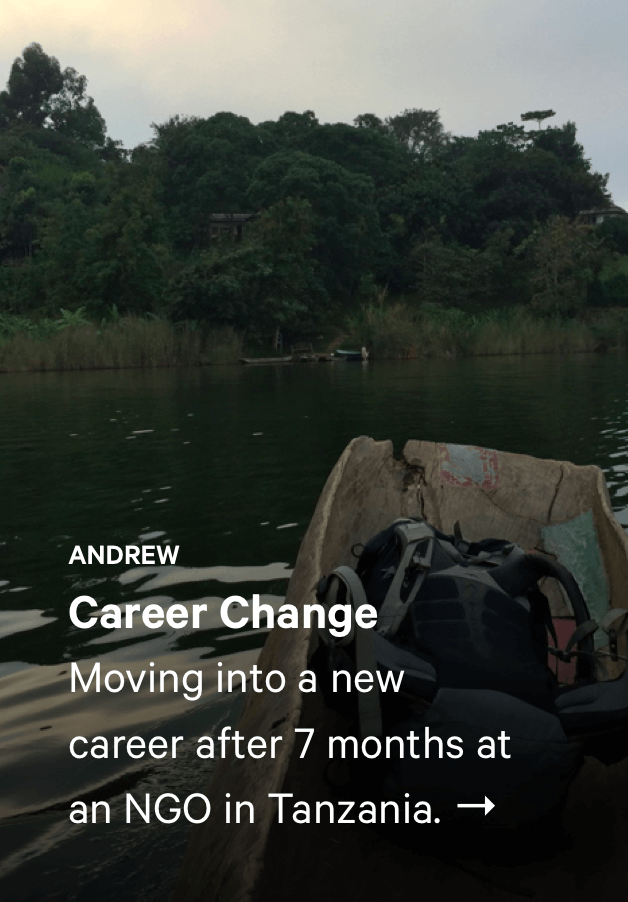 ANDREW
Career Change
Moving into a new
career after 7 months at
an NGO in Tanzania. →